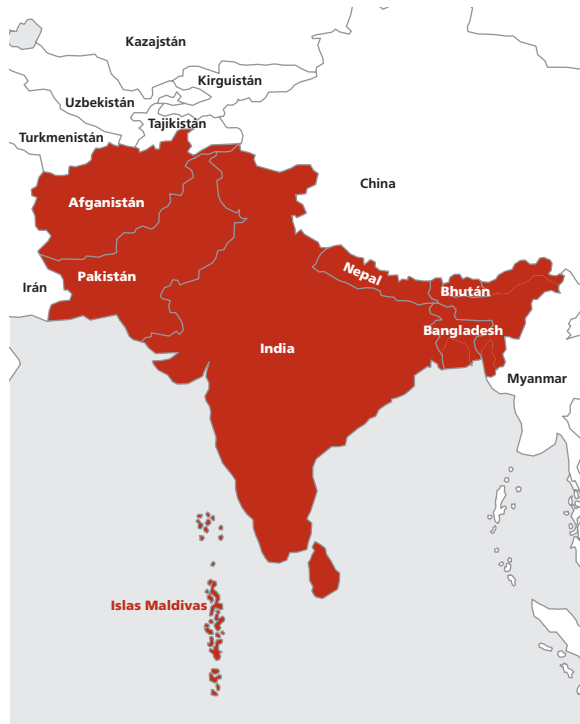 Kazajstán
Kirguistán
Uzbekistán
Tajikistán
Turkmenistán
China
Afganistán
Nepal
Pakistán
Irán
Bhután
Bangladesh
India
Myanmar
Islas Maldivas